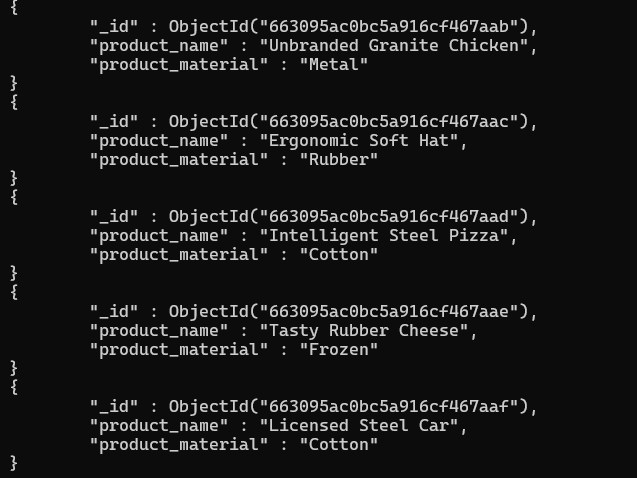 {
"_id" : ObjectId("663095ac0bc5a916cf467aab"),
"product_name" : "Unbranded Granite Chicken",
"product_material" : "Metal"
}
{
"_id" : ObjectId("663095ac0bc5a916cf467aac"),
"product_name" : "Ergonomic Soft Hat",
"product_material" : "Rubber"
}
{
"_id" : ObjectId("663095ac0bc5a916cf467aad"),
"product_name" : "Intelligent Steel Pizza",
"product_material" : "Cotton"
}
{
"_id" : ObjectId("663095ac0bc5a916cf467aae"),
"product_name" : "Tasty Rubber Cheese",
"product_material" : "Frozen"
}
{
"_id" : ObjectId("663095ac0bc5a916cf467aaf"),
"product_name" : "Licensed Steel Car",
"product_material" : "Cotton"
}